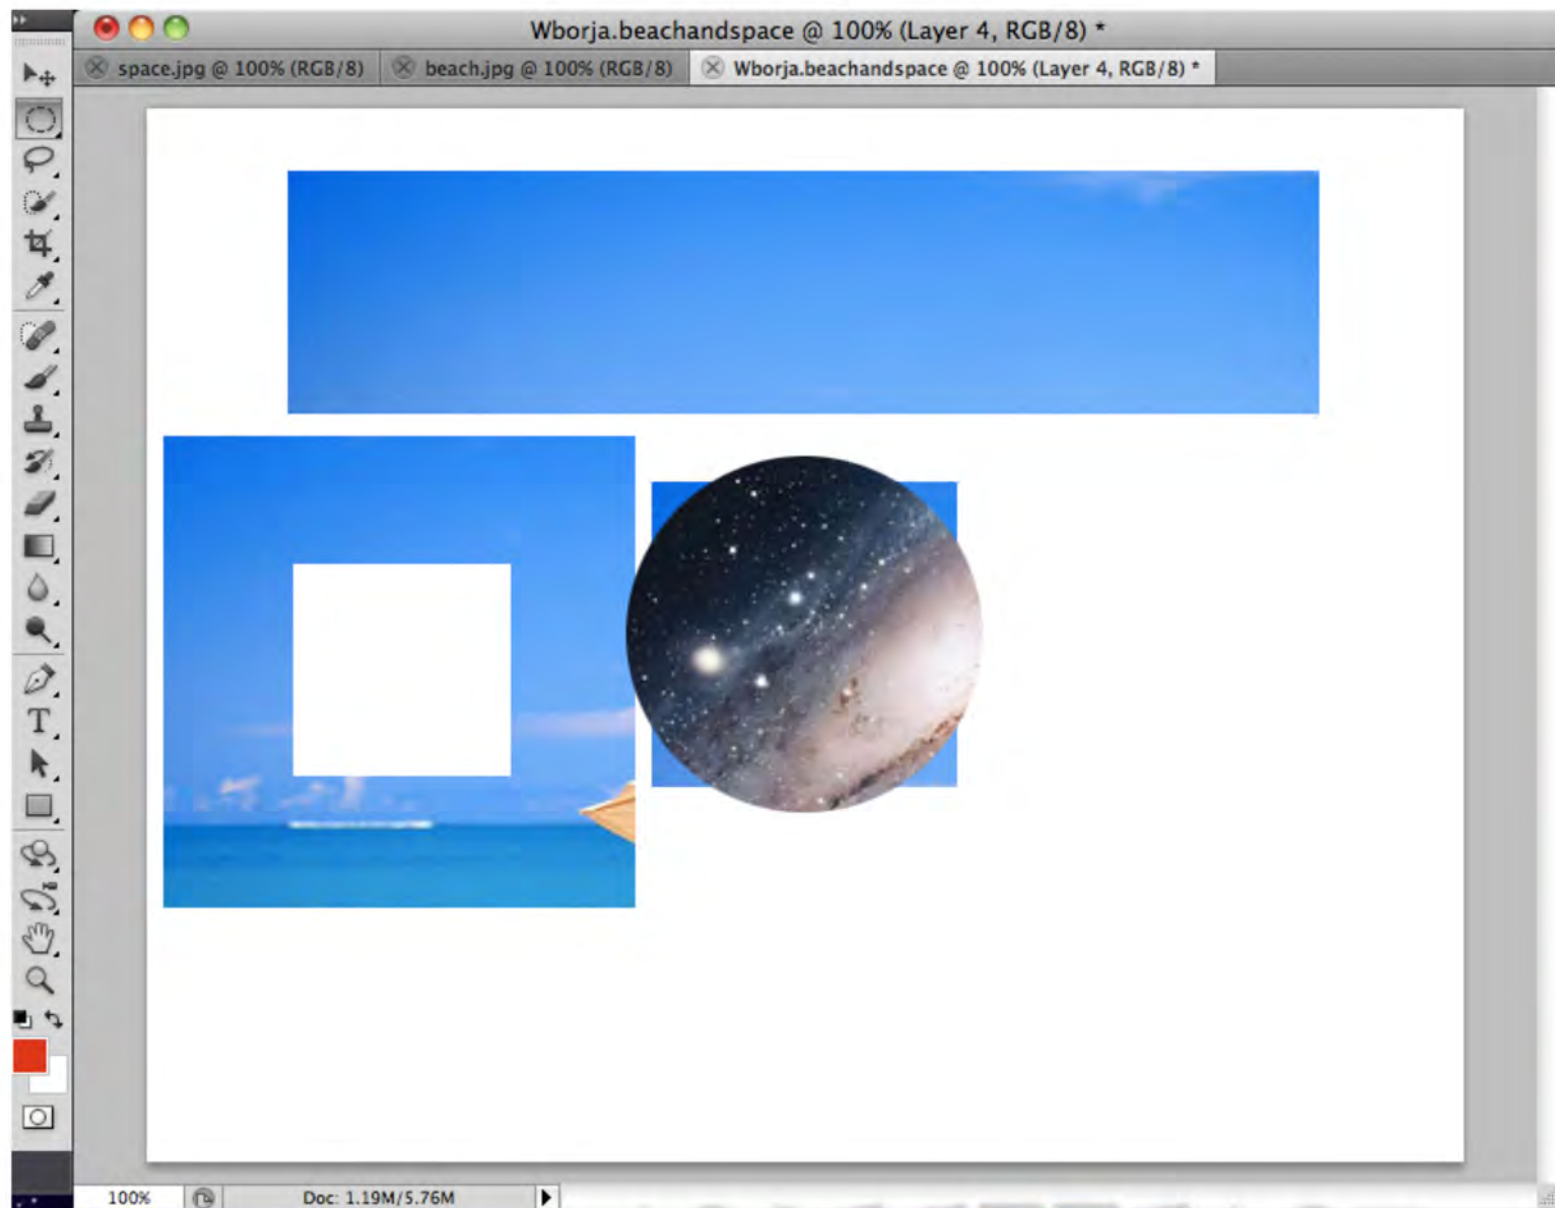 Wborja.beachandspace @ 100% (Layer 4, RGB/8) *
space.jpg @ 100% (RGB/8)
beach.jpg @ 100% (RGB/8)
Wborja.beachandspace @ 100% (Layer 4, RGB/8) *
T
100%
Doc: 1.19M/5.76M